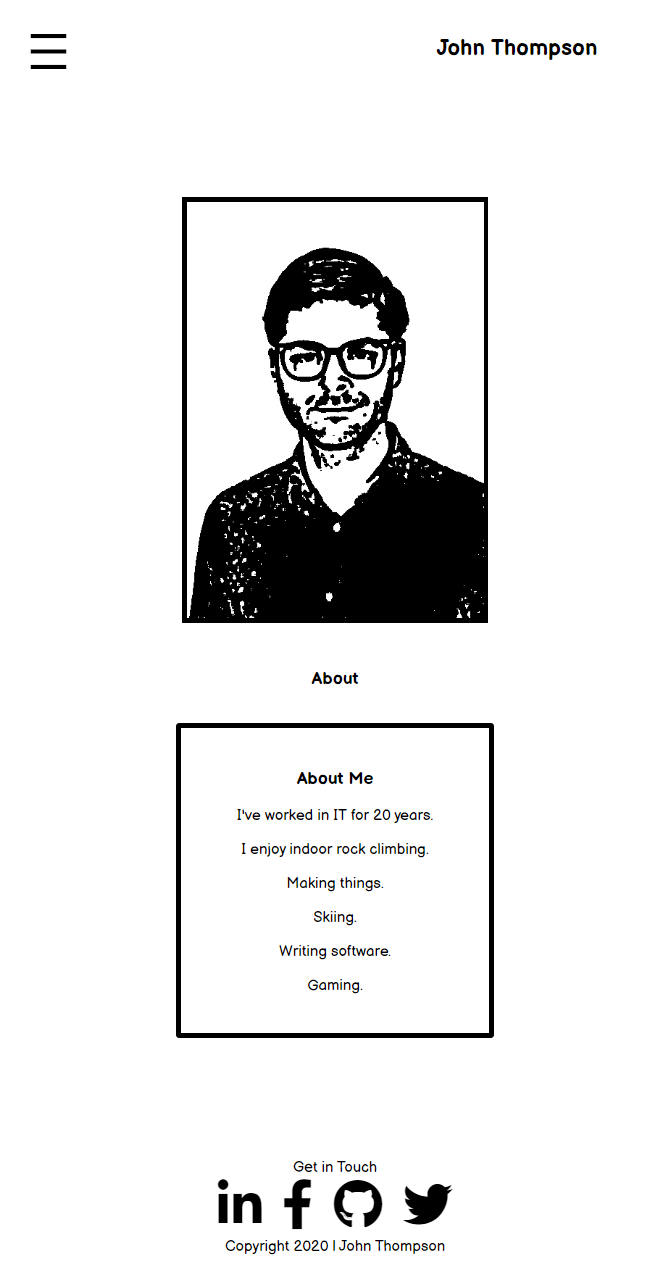 John Thompson
About
About Me
I've worked in IT for 20 years.
I enjoy indoor rock climbing.
Making things.
Skiing.
Writing software.
Gaming.
Get in Touch
in f
Copyright 2020 | John Thompson